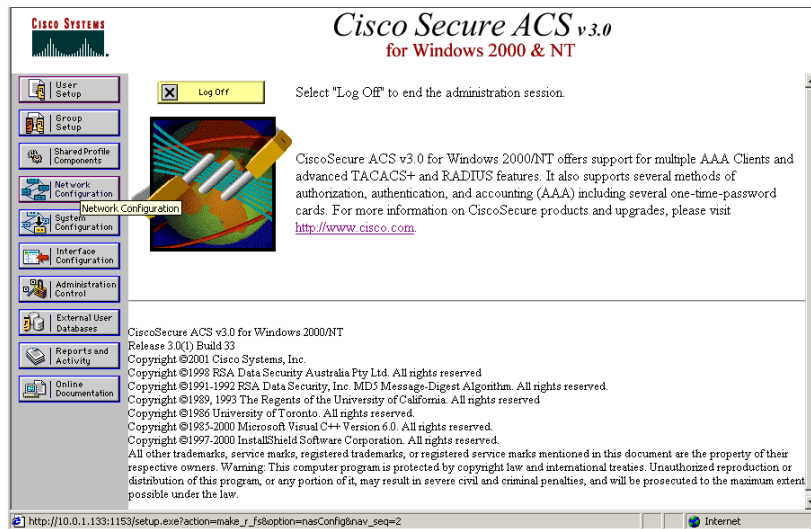 CISCO SYSTEMS
Cisco Secure ACS v 3.0
for Windows 2000 & NT
User
Setup
Group
Setup
Shared Profile
Components
Network
Configuration
Network Configuration
System
Configuration
Interface
Configuration
Administration
Control
External User
Databases
Reports and
Activity
Online
Documentation
Log Off
Select "Log Off" to end the administration session.
CiscoSecure ACS v3.0 for Windows 2000/NT offers support for multiple AAA Clients and
advanced TACACS+ and RADIUS features. It also supports several methods of
authorization, authentication, and accounting (AAA) including several one-time-password
cards. For more information on CiscoSecure products and upgrades, please visit
http://www.cisco.com.
CiscoSecure ACS v3.0 for Windows 2000/NT
Release 3.0(1) Build 33
Copyright ©2001 Cisco Systems, Inc.
Copyright ©1998 RSA Data Security Australia Pty Ltd. All rights reserved
Copyright ©1991-1992 RSA Data Security, Inc. MD5 Message-Digest Algorithm. All rights reserved.
Copyright ©1989, 1993 The Regents of the University of California. All rights reserved
Copyright ©1986 University of Toronto. All rights reserved.
Copyright ©1985-2000 Microsoft Visual C++ Version 6.0. All rights reserved.
Copyright ©1997-2000 InstallShield Software Corporation. All rights reserved.
All other trademarks, service marks, registered trademarks, or registered service marks mentioned in this document are the property of their
respective owners. Warning: This computer program is protected by copyright law and international treaties. Unauthorized reproduction or
distribution of this program, or any portion of it, may result in severe civil and criminal penalties, and will be prosecuted to the maximum extent
possible under the law.
http://10.0.1.133:1153/setup.exe?action=make_r_fs&option=nasConfig&nav_seq=2
Internet